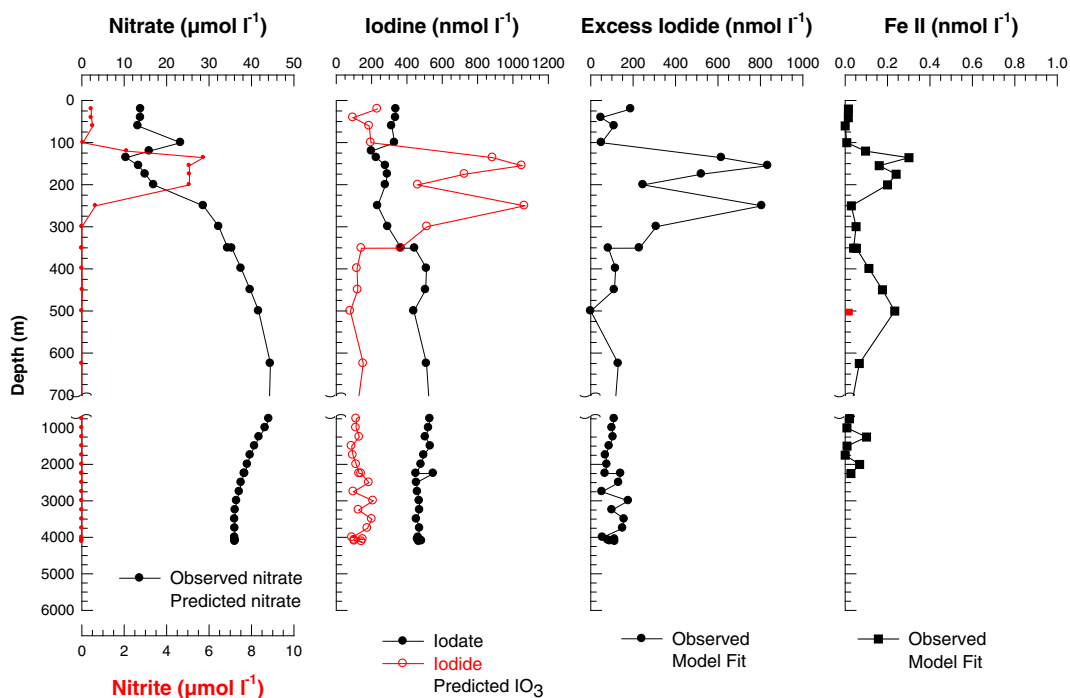 Nitrate (µmol l⁻¹)
Iodine (nmol l⁻¹)
Excess Iodide (nmol l⁻¹)
Fe II (nmol l⁻¹)
0 10 20 30 40 50
0 200 400 600 800 1000 1200
0 200 400 600 800 1000
0.0 0.2 0.4 0.6 0.8 1.0
Depth (m)
0
100
200
300
400
500
600
700
1000
2000
3000
4000
5000
6000
Observed nitrate
Predicted nitrate
0 2 4 6 8 10
Nitrite (µmol l⁻¹)
Iodate
Iodide
Predicted IO₃
Observed
Model Fit
Observed
Model Fit